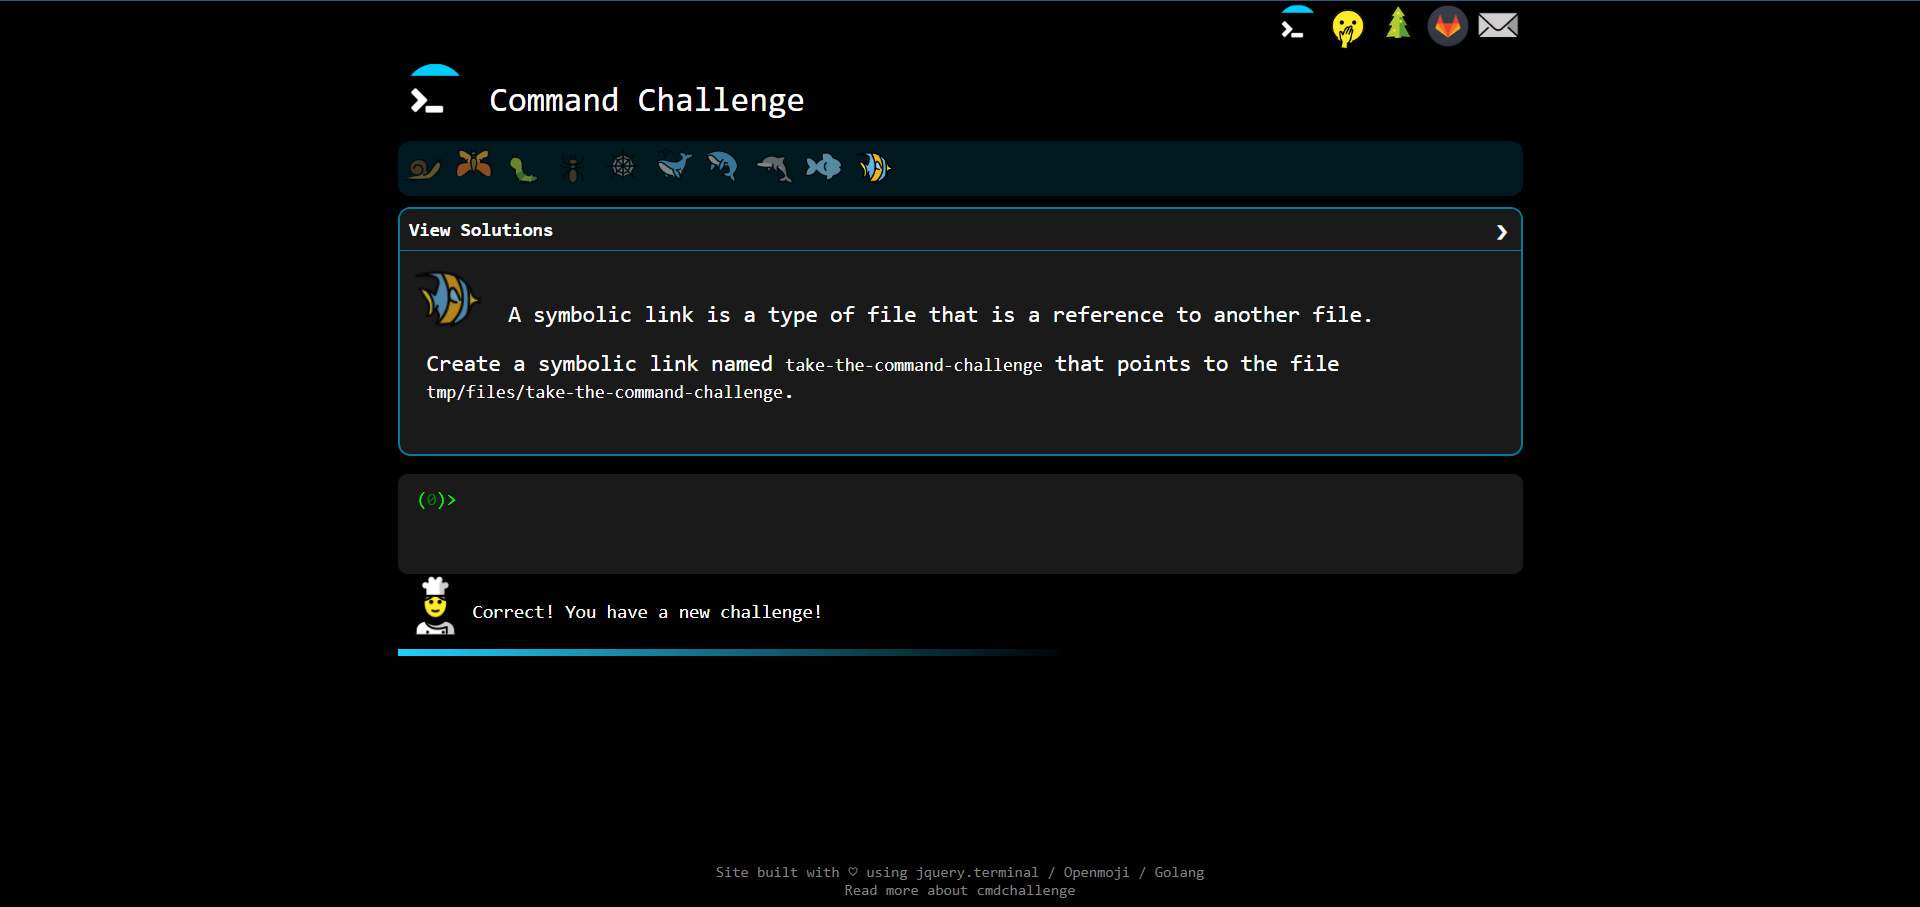 Command Challenge
View Solutions
A symbolic link is a type of file that is a reference to another file.
Create a symbolic link named take-the-command-challenge that points to the file
tmp/files/take-the-command-challenge.
(0)>
Correct! You have a new challenge!
Site built with ♡ using jquery.terminal / Openmoji / Golang
Read more about cmdchallenge